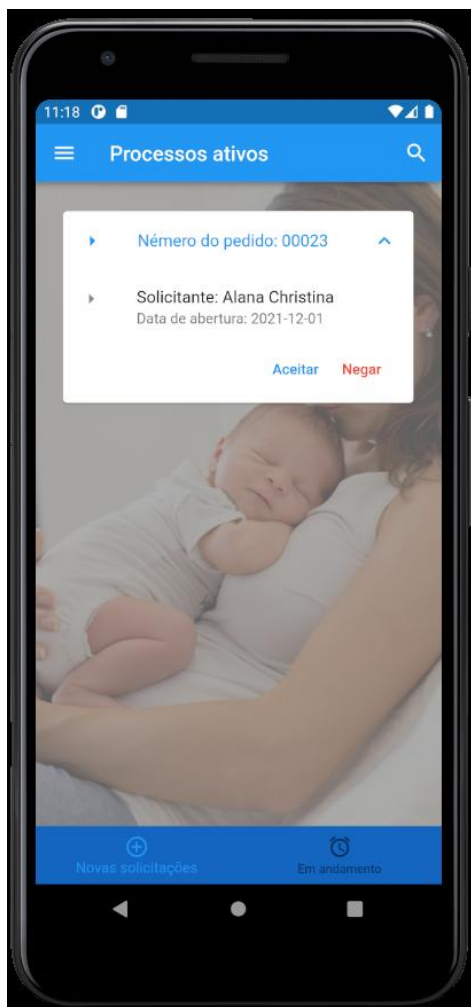 11:18
Processos ativos
Némero do pedido: 00023
Solicitante: Alana Christina
Data de abertura: 2021-12-01
Aceitar Negar
Novas solicitações Em andamento